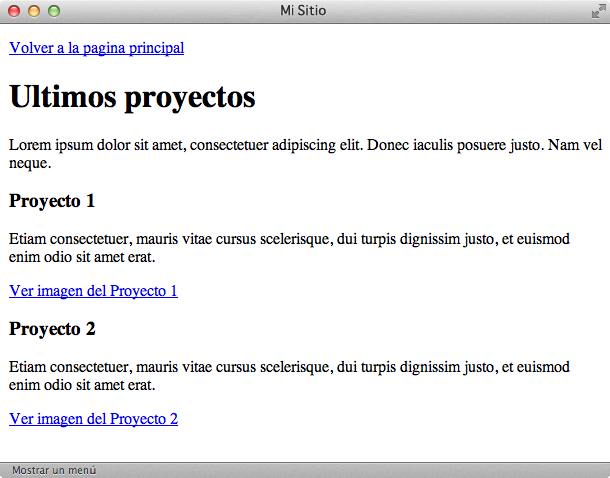 Mi Sitio
Volver a la pagina principal
Ultimos proyectos
Lorem ipsum dolor sit amet, consectetuer adipiscing elit. Donec iaculis posuere justo. Nam vel
neque.
Proyecto 1
Etiam consectetuer, mauris vitae cursus scelerisque, dui turpis dignissim justo, et euismod
enim odio sit amet erat.
Ver imagen del Proyecto 1
Proyecto 2
Etiam consectetuer, mauris vitae cursus scelerisque, dui turpis dignissim justo, et euismod
enim odio sit amet erat.
Ver imagen del Proyecto 2
Mostrar un menú